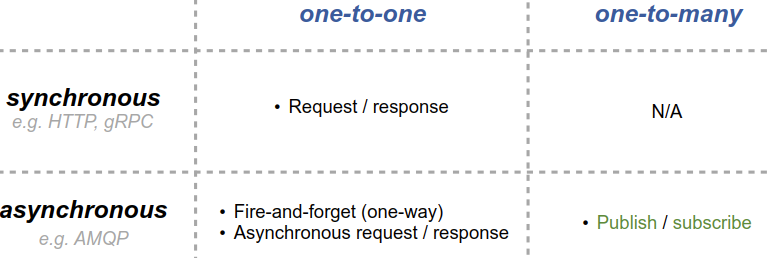 one-to-one one-to-many
synchronous
e.g. HTTP, gRPC
• Request / response
N/A
asynchronous
e.g. AMQP
• Fire-and-forget (one-way)
• Asynchronous request / response
• Publish / subscribe